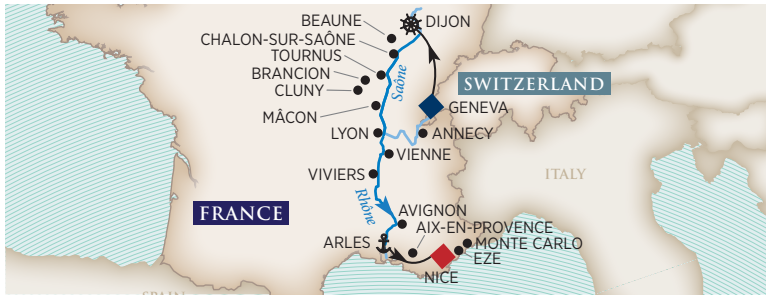 BEAUNE
DIJON
CHALON-SUR-SAÔNE
TOURNUS
BRANCION
CLUNY
Saône
SWITZERLAND
GENEVA
MÂCON
LYON
ANNECY
VIENNE
VIVIERS
ITALY
Rhône
FRANCE
AVIGNON
AIX-EN-PROVENCE
ARLES
MONTE CARLO
EZE
NICE
SPAIN